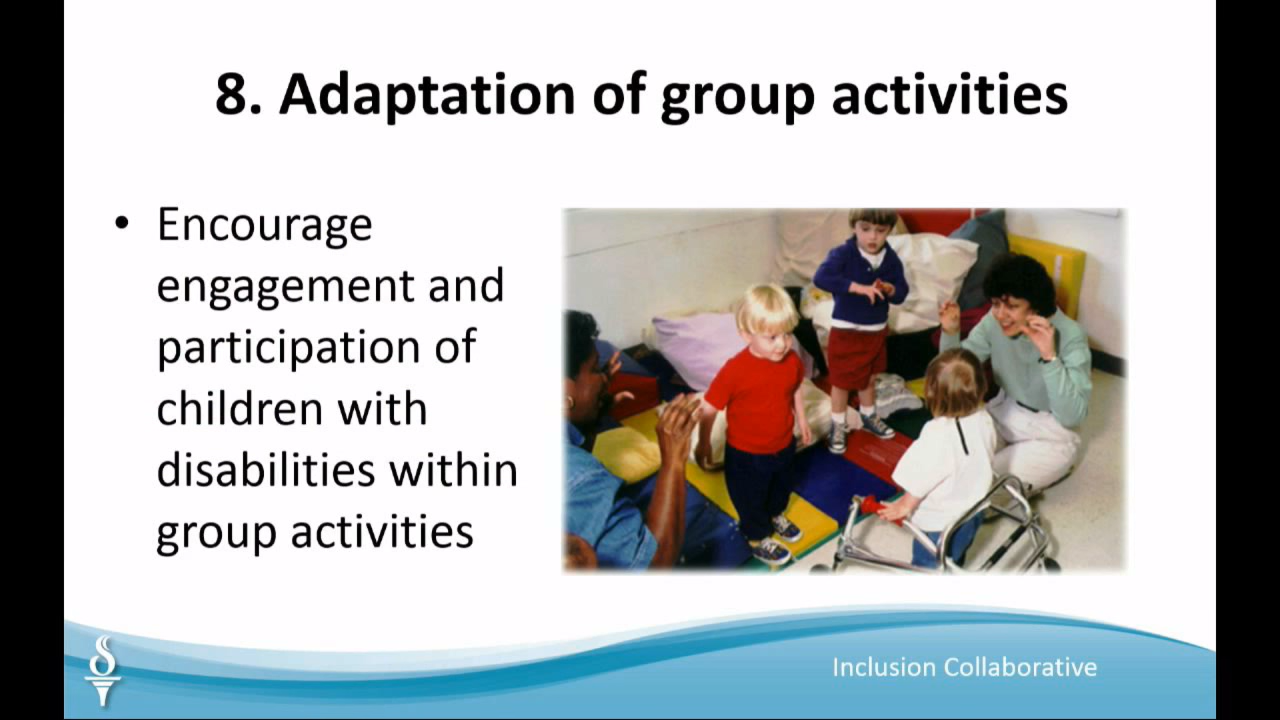 8. Adaptation of group activities
• Encourage
engagement and
participation of
children with
disabilities within
group activities
Inclusion Collaborative